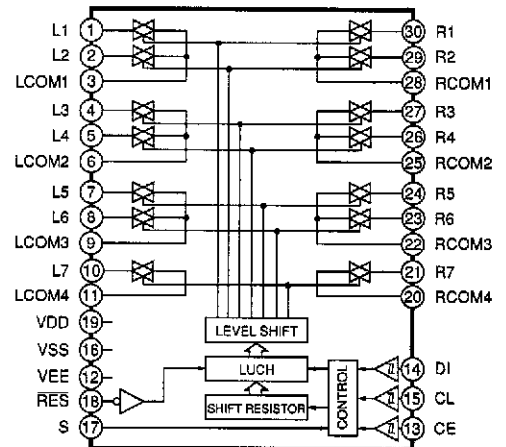 L1 1 30 R1
L2 2 29 R2
LCOM1 3 28 RCOM1
L3 4 27 R3
L4 5 26 R4
LCOM2 6 25 RCOM2
L5 7 24 R5
L6 8 23 R6
LCOM3 9 22 RCOM3
L7 10 21 R7
LCOM4 11 20 RCOM4
VDD 19 LEVEL SHIFT
VSS 16
VEE 12 LUCH 14 DI
RES 18 SHIFT RESISTOR CONTROL 15 CL
S 17 13 CE